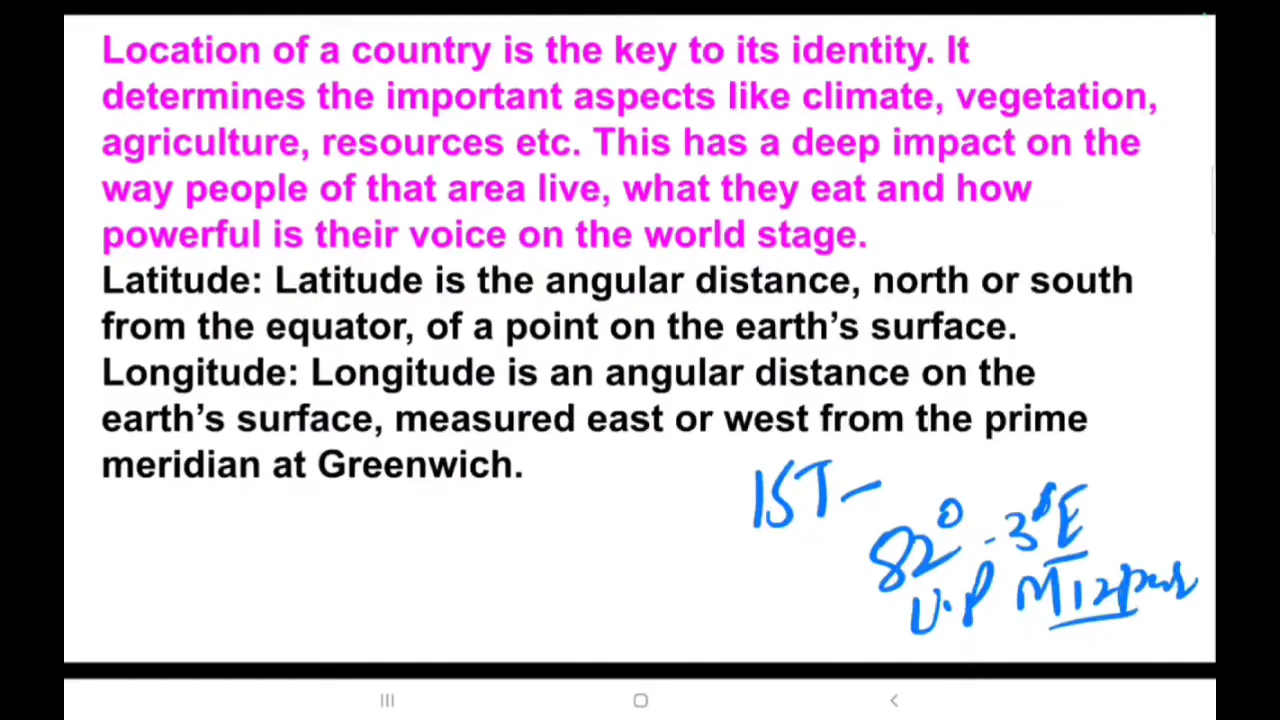 Location of a country is the key to its identity. It
determines the important aspects like climate, vegetation,
agriculture, resources etc. This has a deep impact on the
way people of that area live, what they eat and how
powerful is their voice on the world stage.
Latitude: Latitude is the angular distance, north or south
from the equator, of a point on the earth’s surface.
Longitude: Longitude is an angular distance on the
earth’s surface, measured east or west from the prime
meridian at Greenwich.
IST -
82° E
U.P